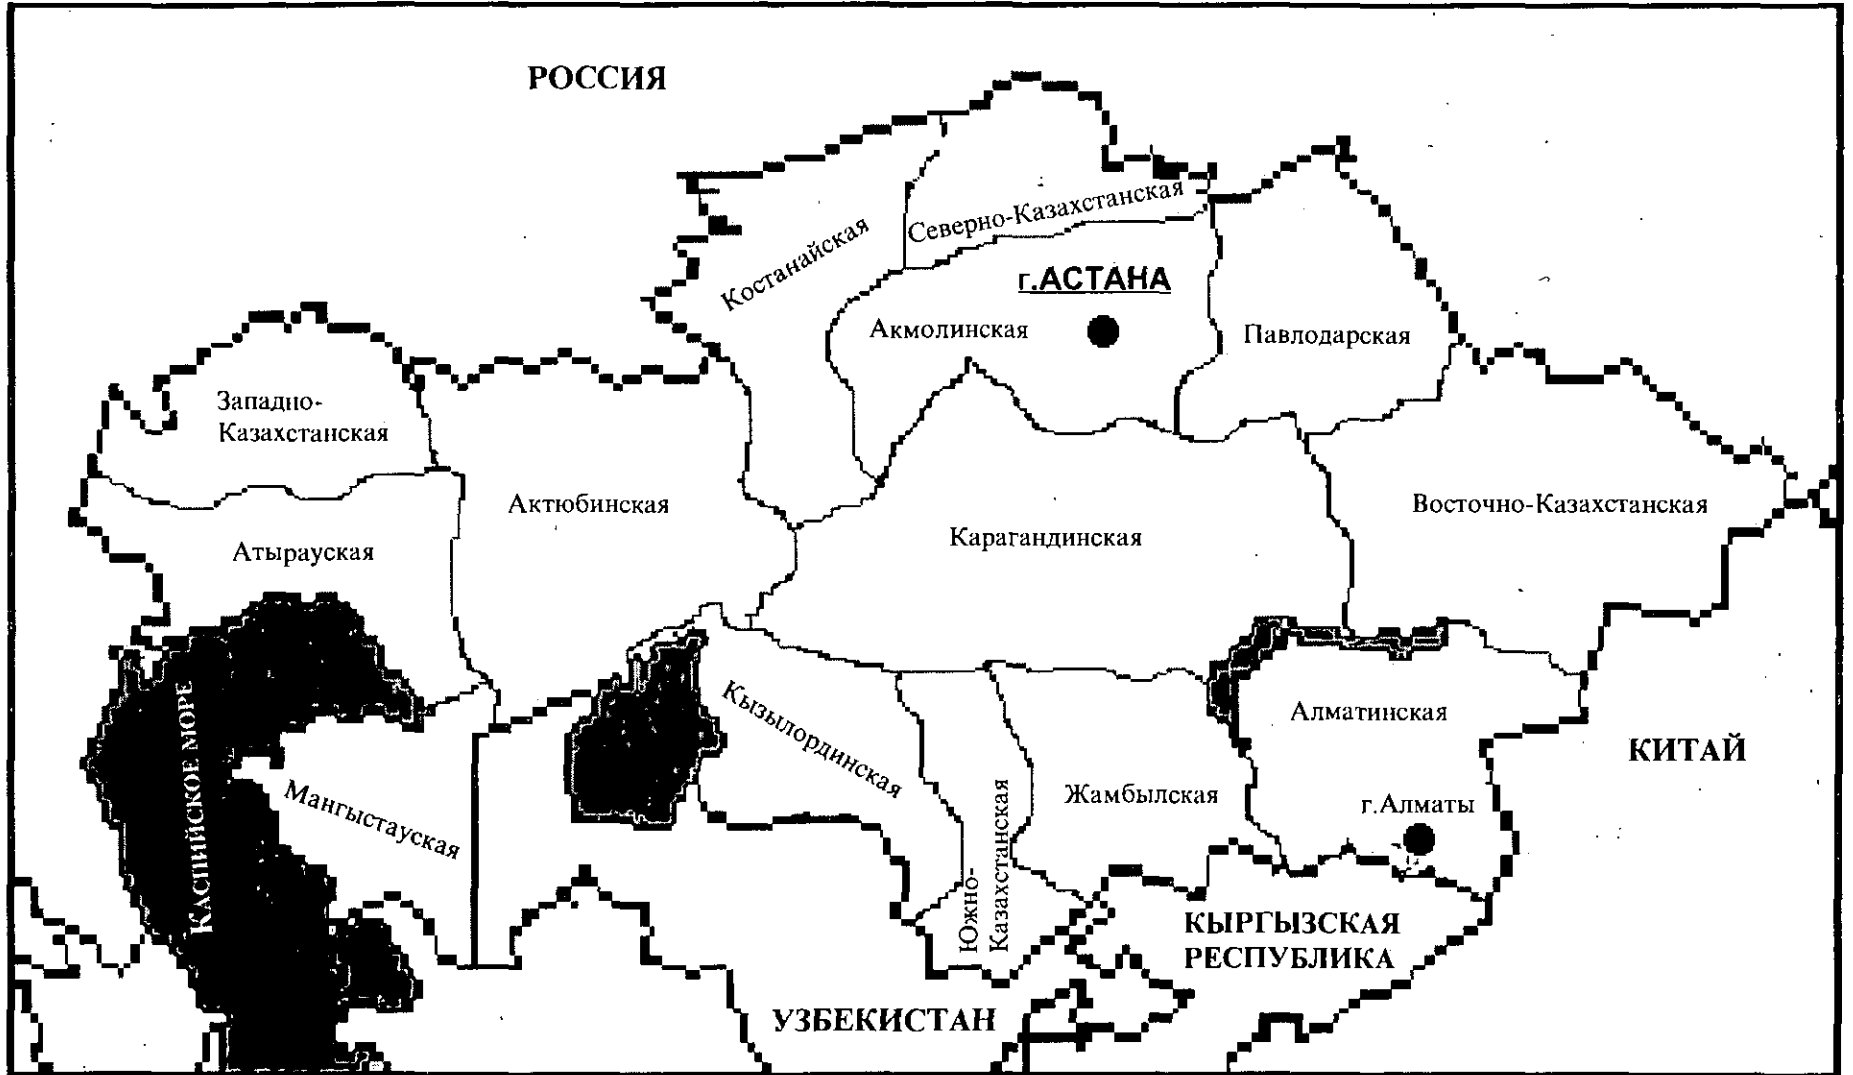 РОССИЯ
Северно-Казахстанская
Костанайская
г.АСТАНА
Акмолинская
Павлодарская
Западно-
Казахстанская
Актюбинская
Восточно-Казахстанская
Карагандинская
Атырауская
Кызылординская
Алматинская
КАСПИЙСКОЕ МОРЕ
КИТАЙ
Мангыстауская
Жамбылская
г.Алматы
Южно-
Казахстанская
КЫРГЫЗСКАЯ
РЕСПУБЛИКА
УЗБЕКИСТАН